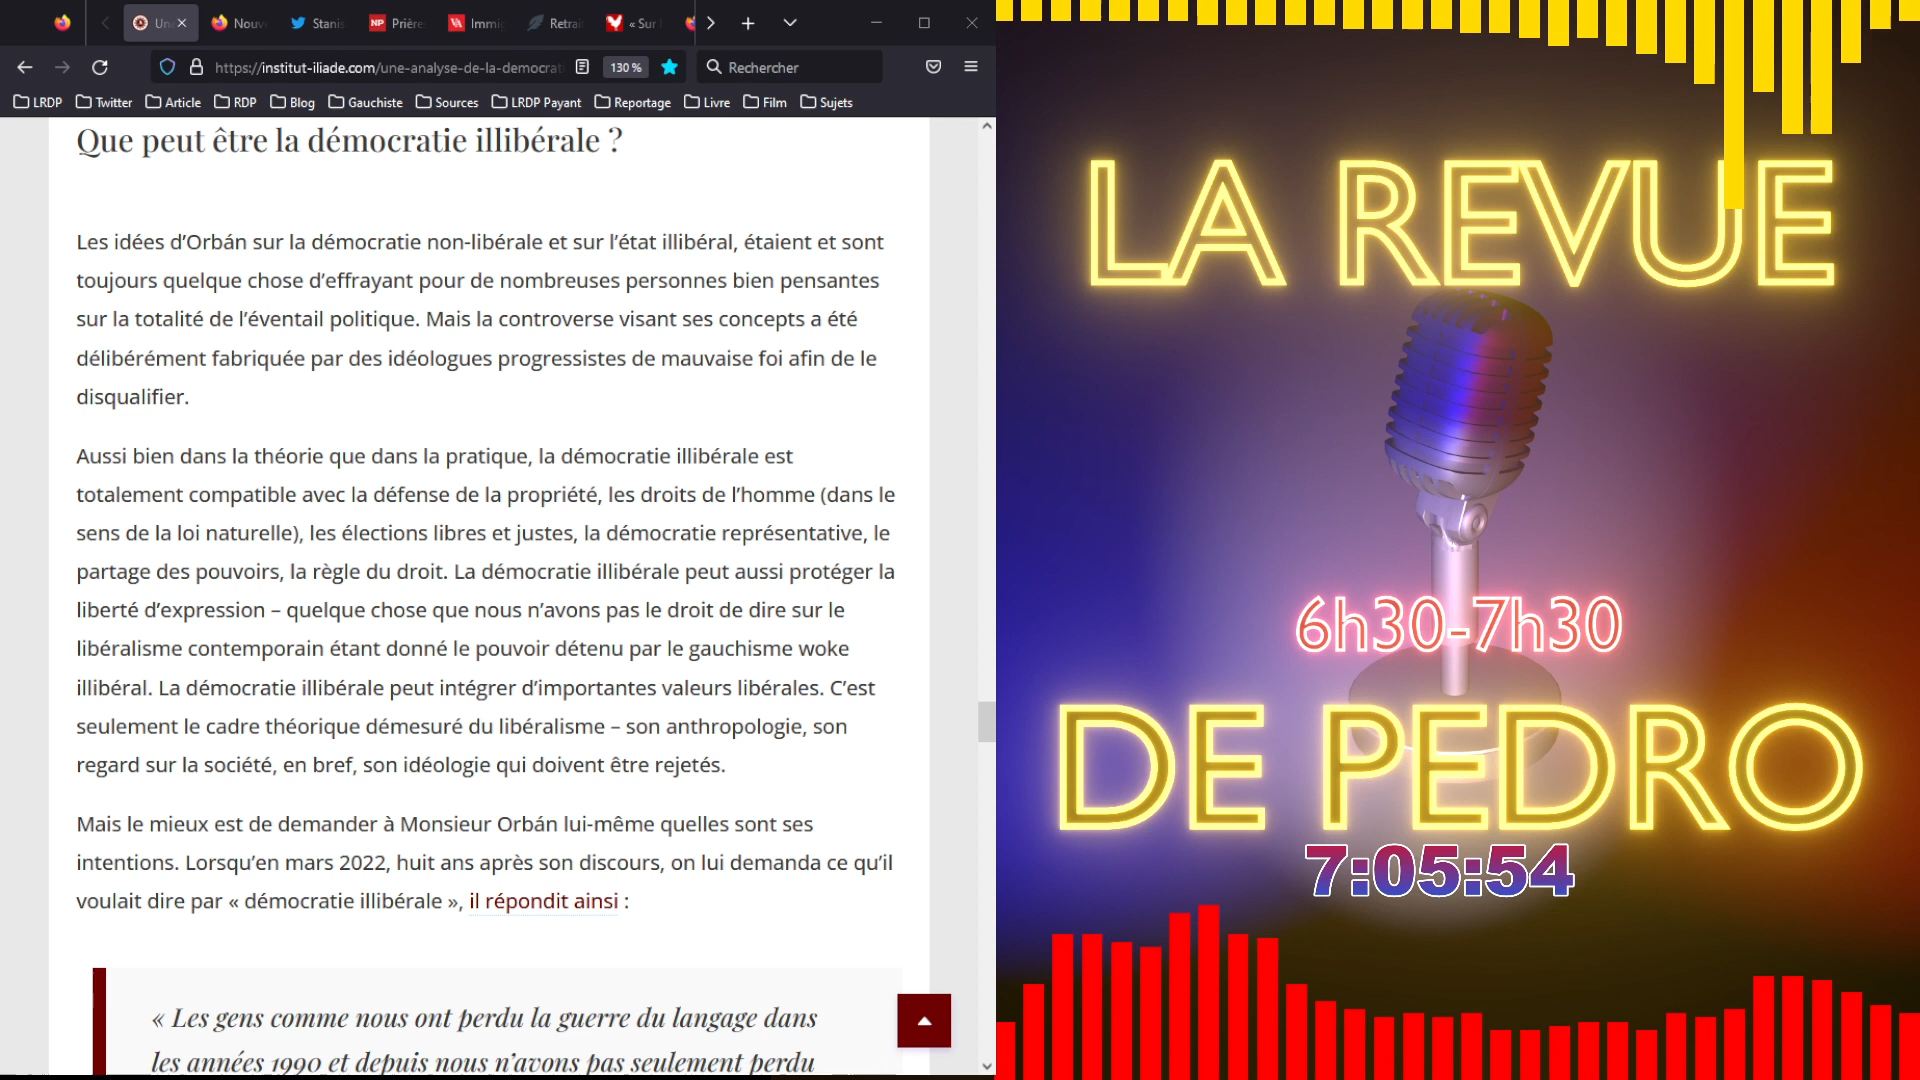 Un
Nouv
Stanis
NP Prière
VA Immig
Retrai
« Sur l
https://institut-iliade.com/une-analyse-de-la-democrati
130 %
Rechercher
LRDP
Twitter
Article
RDP
Blog
Gauchiste
Sources
LRDP Payant
Reportage
Livre
Film
Sujets
Que peut être la démocratie illibérale ?
Les idées d’Orbán sur la démocratie non-libérale et sur l’état illibéral, étaient et sont
toujours quelque chose d’effrayant pour de nombreuses personnes bien pensantes
sur la totalité de l’éventail politique. Mais la controverse visant ses concepts a été
délibérément fabriquée par des idéologues progressistes de mauvaise foi afin de le
disqualifier.
Aussi bien dans la théorie que dans la pratique, la démocratie illibérale est
totalement compatible avec la défense de la propriété, les droits de l’homme (dans le
sens de la loi naturelle), les élections libres et justes, la démocratie représentative, le
partage des pouvoirs, la règle du droit. La démocratie illibérale peut aussi protéger la
liberté d’expression – quelque chose que nous n’avons pas le droit de dire sur le
libéralisme contemporain étant donné le pouvoir détenu par le gauchisme woke
illibéral. La démocratie illibérale peut intégrer d’importantes valeurs libérales. C’est
seulement le cadre théorique démesuré du libéralisme – son anthropologie, son
regard sur la société, en bref, son idéologie qui doivent être rejetés.
Mais le mieux est de demander à Monsieur Orbán lui-même quelles sont ses
intentions. Lorsqu’en mars 2022, huit ans après son discours, on lui demanda ce qu’il
voulait dire par « démocratie illibérale », il répondit ainsi :
« Les gens comme nous ont perdu la guerre du langage dans
les années 1990 et depuis nous n’avons pas seulement perdu
LA REVUE
6h30-7h30
DE PEDRO
7:05:54